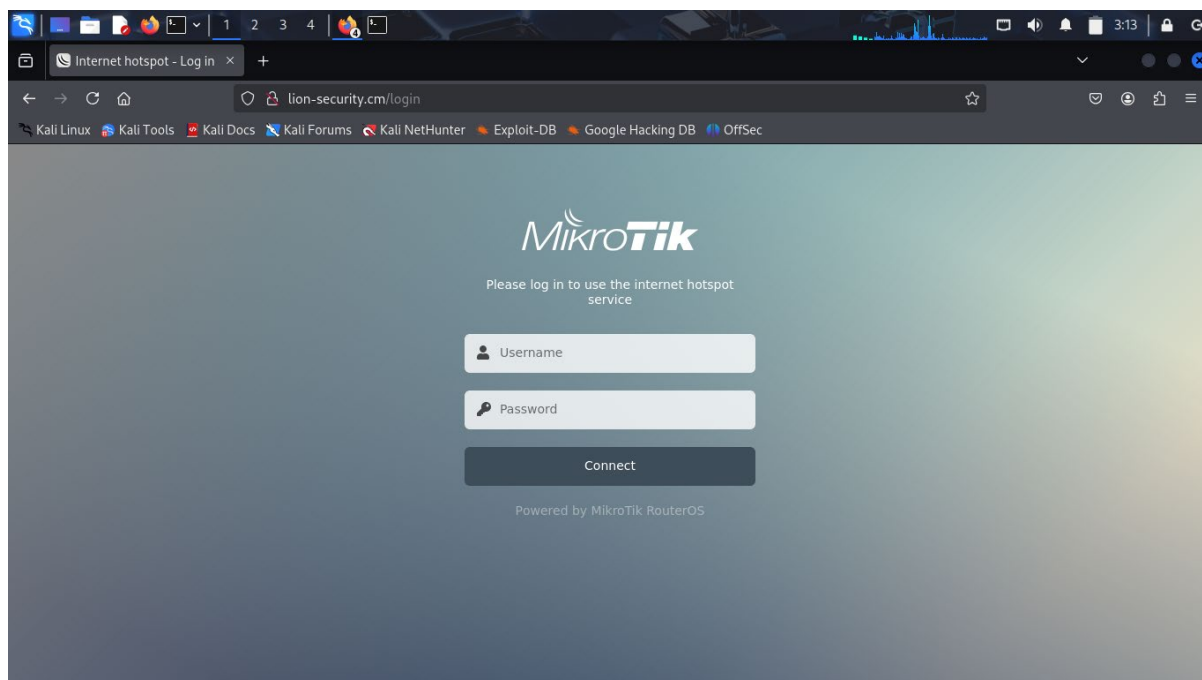 1 2 3 4 4 3:13
Internet hotspot - Log in
lion-security.cm/login
Kali Linux Kali Tools Kali Docs Kali Forums Kali NetHunter Exploit-DB Google Hacking DB OffSec
MikroTik
Please log in to use the internet hotspot
service
Username
Password
Connect
Powered by MikroTik RouterOS